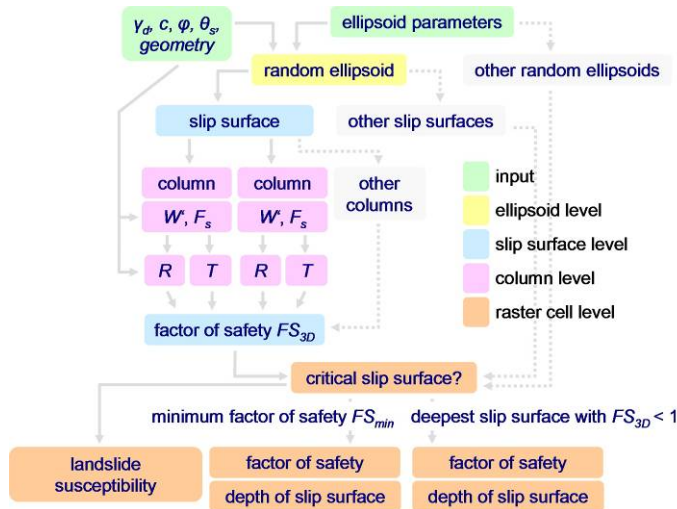 γd, c, φ, θs,
geometry
ellipsoid parameters
random ellipsoid
other random ellipsoids
slip surface
other slip surfaces
column
column
other
columns
W‘, Fs
W‘, Fs
R
T
R
T
factor of safety FS3D
input
ellipsoid level
slip surface level
column level
raster cell level
critical slip surface?
minimum factor of safety FSmin
deepest slip surface with FS3D < 1
landslide
susceptibility
factor of safety
depth of slip surface
factor of safety
depth of slip surface